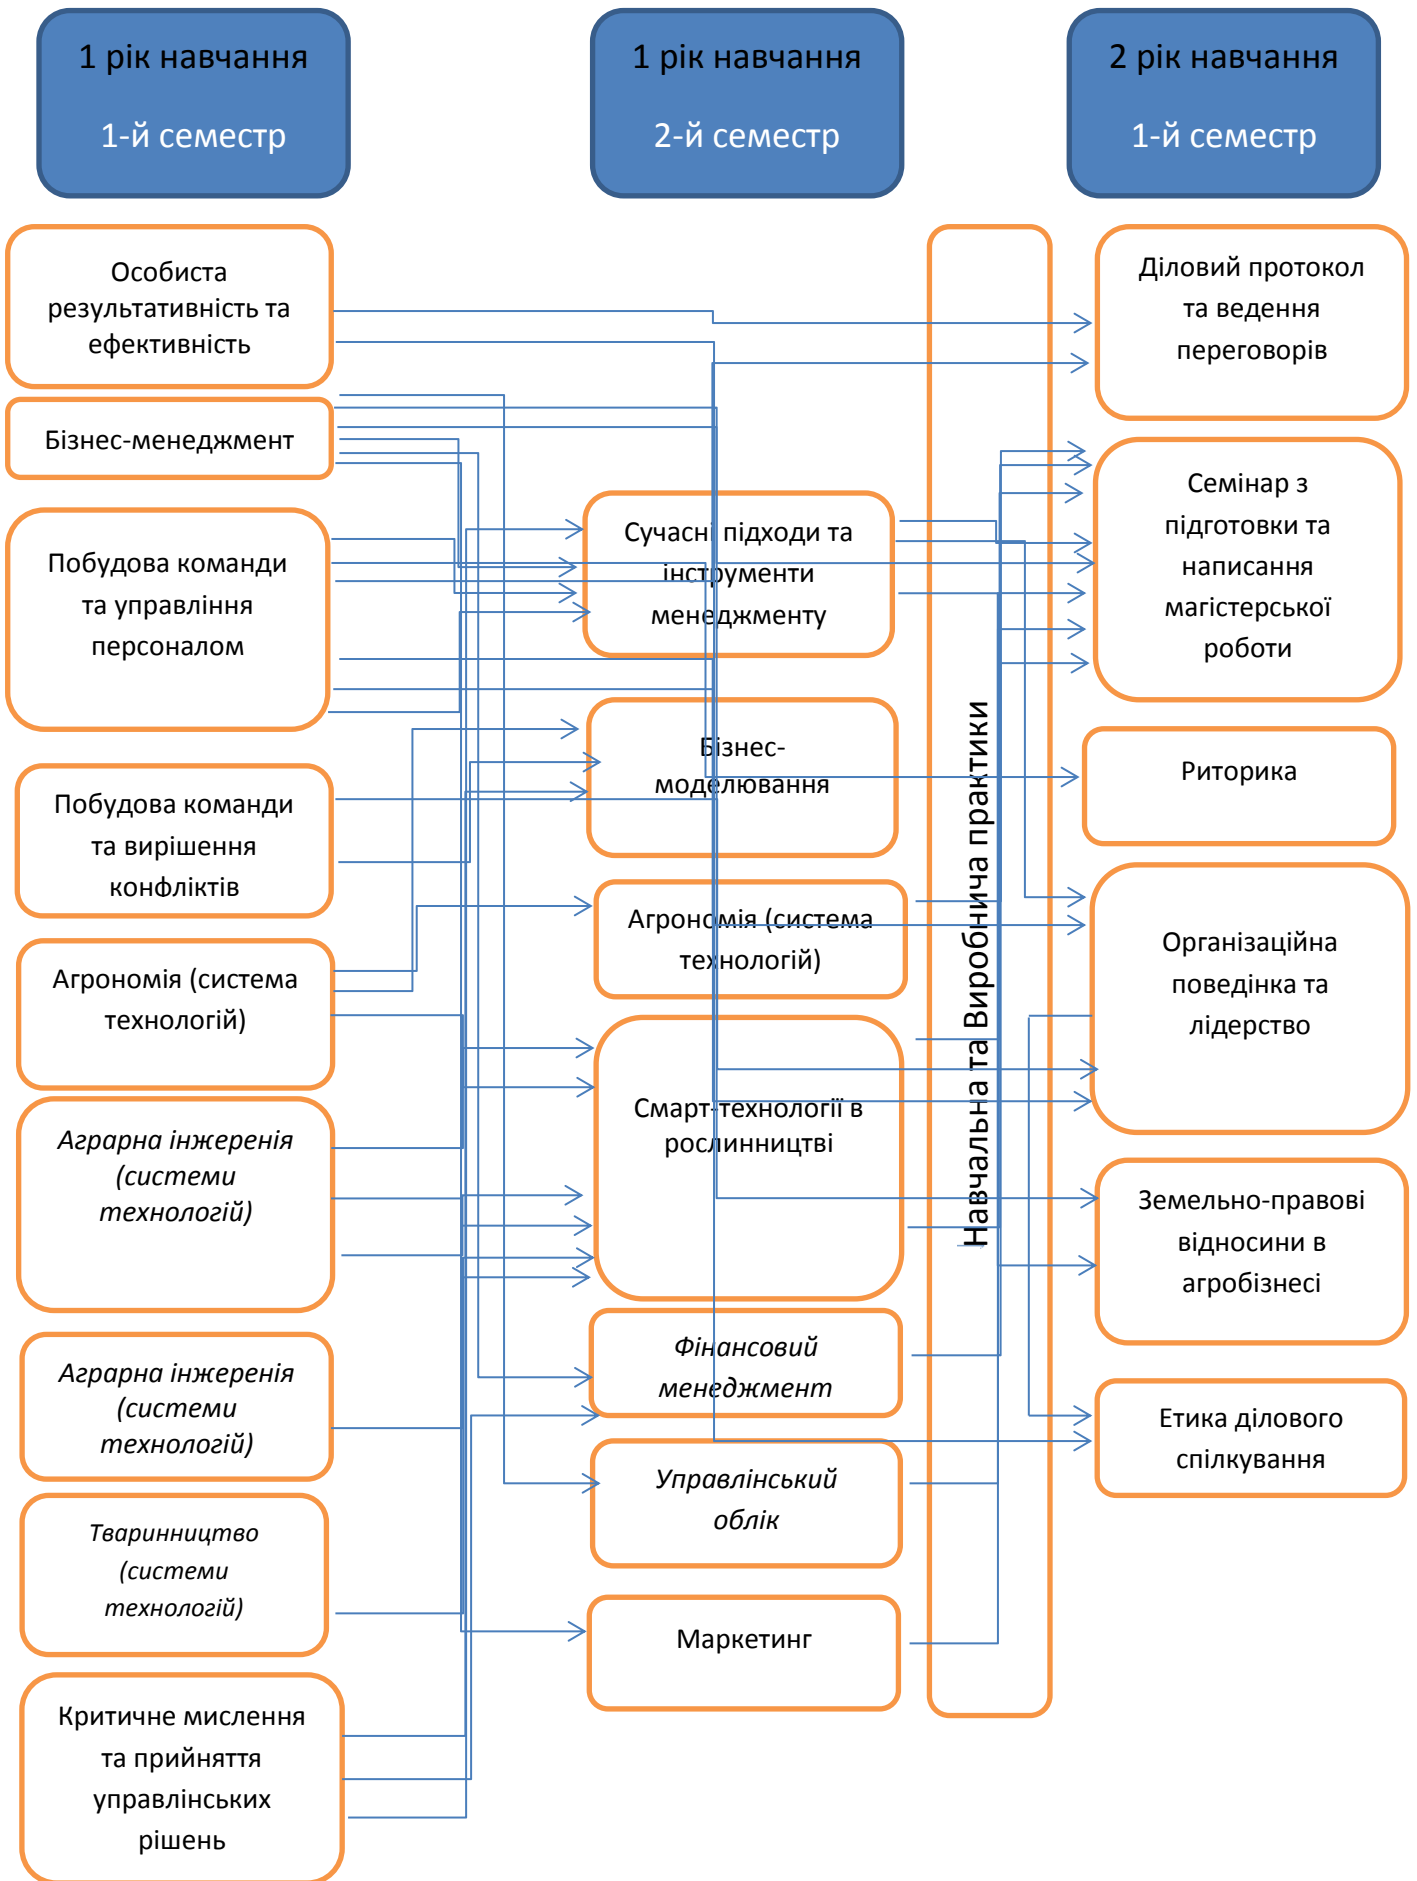 1 рік навчання
1-й семестр
1 рік навчання
2-й семестр
2 рік навчання
1-й семестр
Особиста
результативність та
ефективність
Бізнес-менеджмент
Побудова команди
та управління
персоналом
Побудова команди
та вирішення
конфліктів
Агрономія (система
технологій)
Аграрна інжеренія
(системи
технологій)
Аграрна інжеренія
(системи
технологій)
Тваринництво
(системи
технологій)
Критичне мислення
та прийняття
управлінських
рішень
Сучасні підходи та
інструменти
менеджменту
Бізнес-
моделювання
Агрономія (система
технологій)
Смарт-технології в
рослинництві
Фінансовий
менеджмент
Управлінський
облік
Маркетинг
Навчальна та Виробнича практики
Діловий протокол
та ведення
переговорів
Семінар з
підготовки та
написання
магістерської
роботи
Риторика
Організаційна
поведінка та
лідерство
Земельно-правові
відносини в
агробізнесі
Етика ділового
спілкування